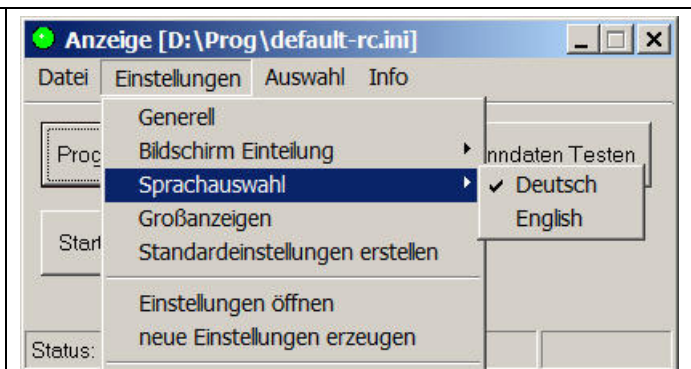 Anzeige [D:\Prog\default-rc.ini]
Datei Einstellungen Auswahl Info
Generell
Bildschirm Einteilung
Sprachauswahl
Großanzeigen
Standardeinstellungen erstellen
Einstellungen öffnen
neue Einstellungen erzeugen
Deutsch
English
Testen
Status: